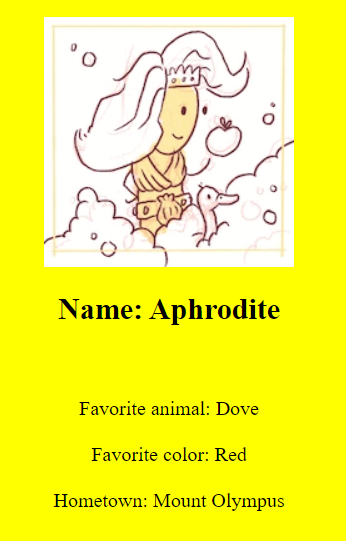 Name: Aphrodite
Favorite animal: Dove
Favorite color: Red
Hometown: Mount Olympus